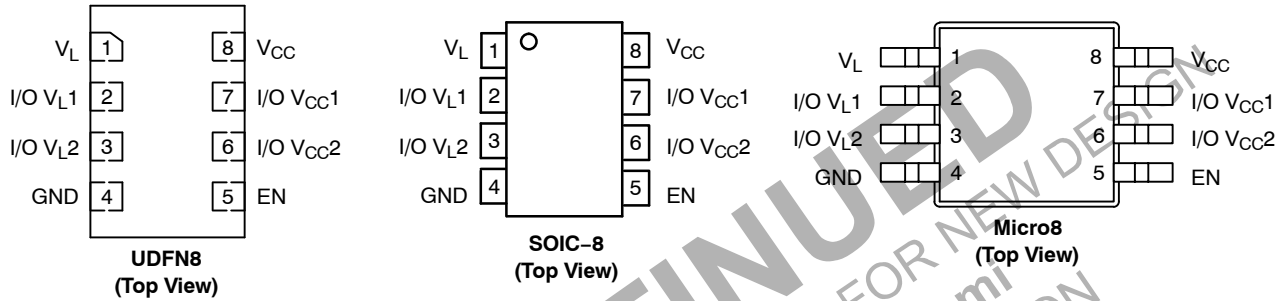 V_L 1 8 V_CC
I/O V_L1 2 7 I/O V_CC1
I/O V_L2 3 6 I/O V_CC2
GND 4 5 EN
UDFN8
(Top View)
V_L 1 8 V_CC
I/O V_L1 2 7 I/O V_CC1
I/O V_L2 3 6 I/O V_CC2
GND 4 5 EN
SOIC−8
(Top View)
V_L 1 8 V_CC
I/O V_L1 2 7 I/O V_CC1
I/O V_L2 3 6 I/O V_CC2
GND 4 5 EN
Micro8
(Top View)
TINUED
FOR NEW DESIGN